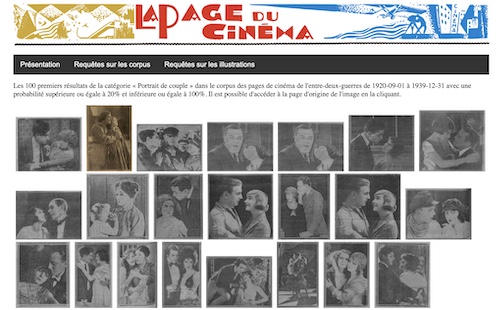 LA PAGE DU
CINÉMA
Présentation Requêtes sur les corpus Requêtes sur les illustrations
Les 100 premiers résultats de la catégorie « Portrait de couple » dans le corpus des pages de cinéma de l'entre-deux-guerres de 1920-09-01 à 1939-12-31 avec une
probabilité supérieure ou égale à 20% et inférieure ou égale à 100%. Il est possible d'accéder à la page d'origine de l'image en la cliquant.